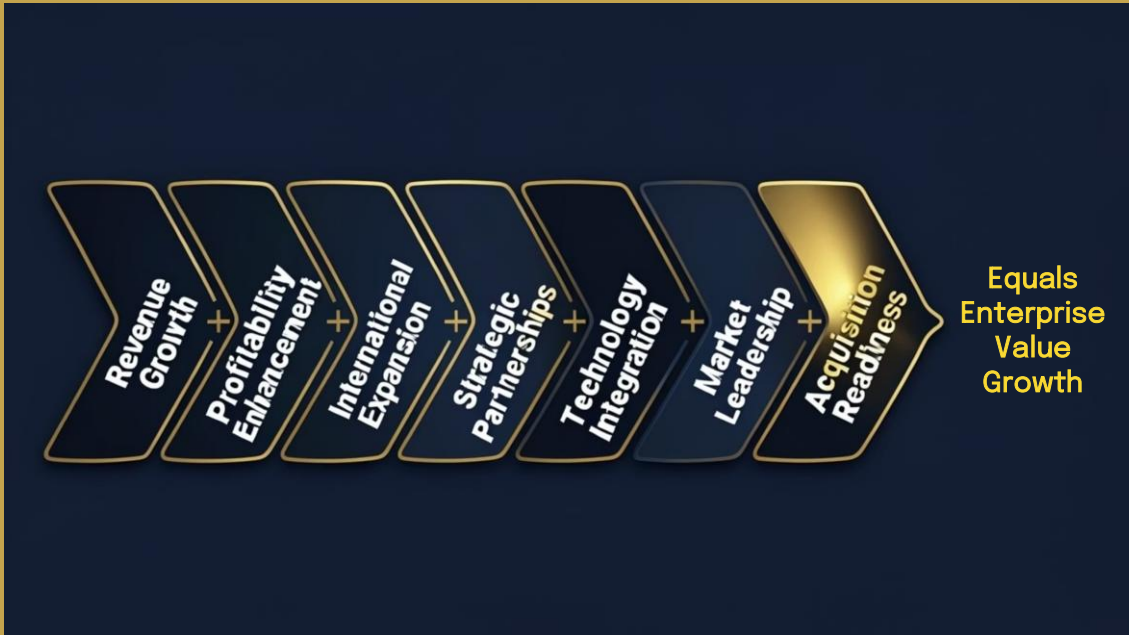 Revenue
Growth
+
Profitability
Enhancement
+
International
Expansion
+
Strategic
Partnerships
+
Technology
Integration
+
Market
Leadership
+
Acquisition
Readiness
Equals
Enterprise
Value
Growth